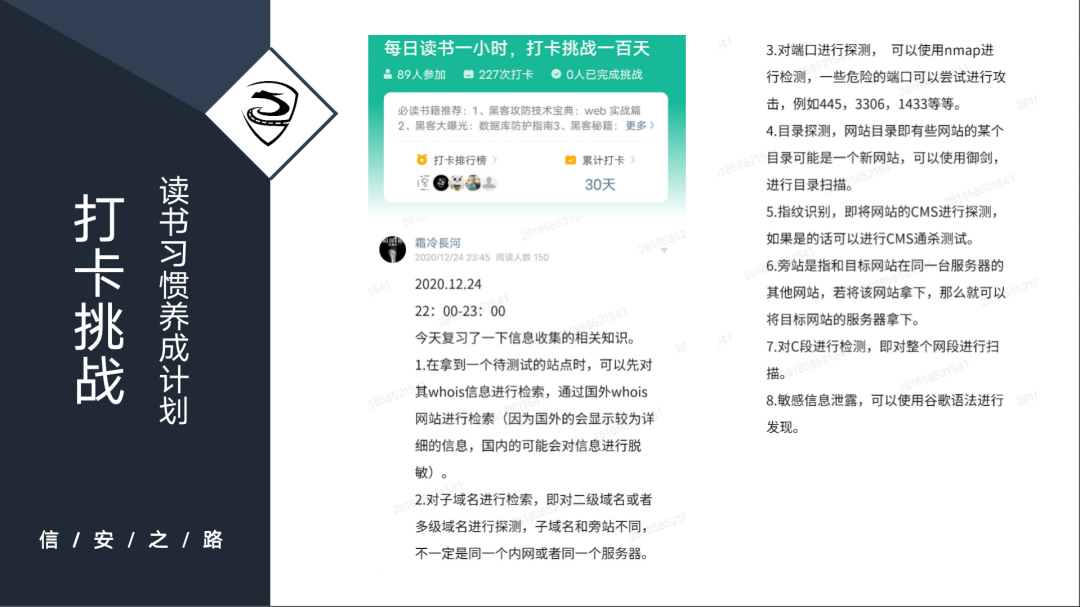 打卡挑战
读书习惯养成计划
信 / 安 / 之 / 路
每日读书一小时，打卡挑战一百天
89人参加 227次打卡 0人已完成挑战
必读书籍推荐：1、黑客攻防技术宝典：web 实战篇
2、黑客大曝光：数据库防护指南3、黑客秘籍： 更多
打卡排行榜 累计打卡
30天
霜冷長河
2020/12/24 23:45 阅读人数 150
2020.12.24
22：00-23：00
今天复习了一下信息收集的相关知识。
1.在拿到一个待测试的站点时，可以先对
其whois信息进行检索，通过国外whois
网站进行检索（因为国外的会显示较为详
细的信息，国内的可能会对信息进行脱
敏）。
2.对子域名进行检索，即对二级域名或者
多级域名进行探测，子域名和旁站不同，
不一定是同一个内网或者同一个服务器。
3.对端口进行探测， 可以使用nmap进
行检测，一些危险的端口可以尝试进行攻
击，例如445，3306，1433等等。
4.目录探测，网站目录即有些网站的某个
目录可能是一个新网站，可以使用御剑，
进行目录扫描。
5.指纹识别，即将网站的CMS进行探测，
如果是的话可以进行CMS通杀测试。
6.旁站是指和目标网站在同一台服务器的
其他网站，若将该网站拿下，那么就可以
将目标网站的服务器拿下。
7.对C段进行检测，即对整个网段进行扫
描。
8.敏感信息泄露，可以使用谷歌语法进行
发现。
281858521541